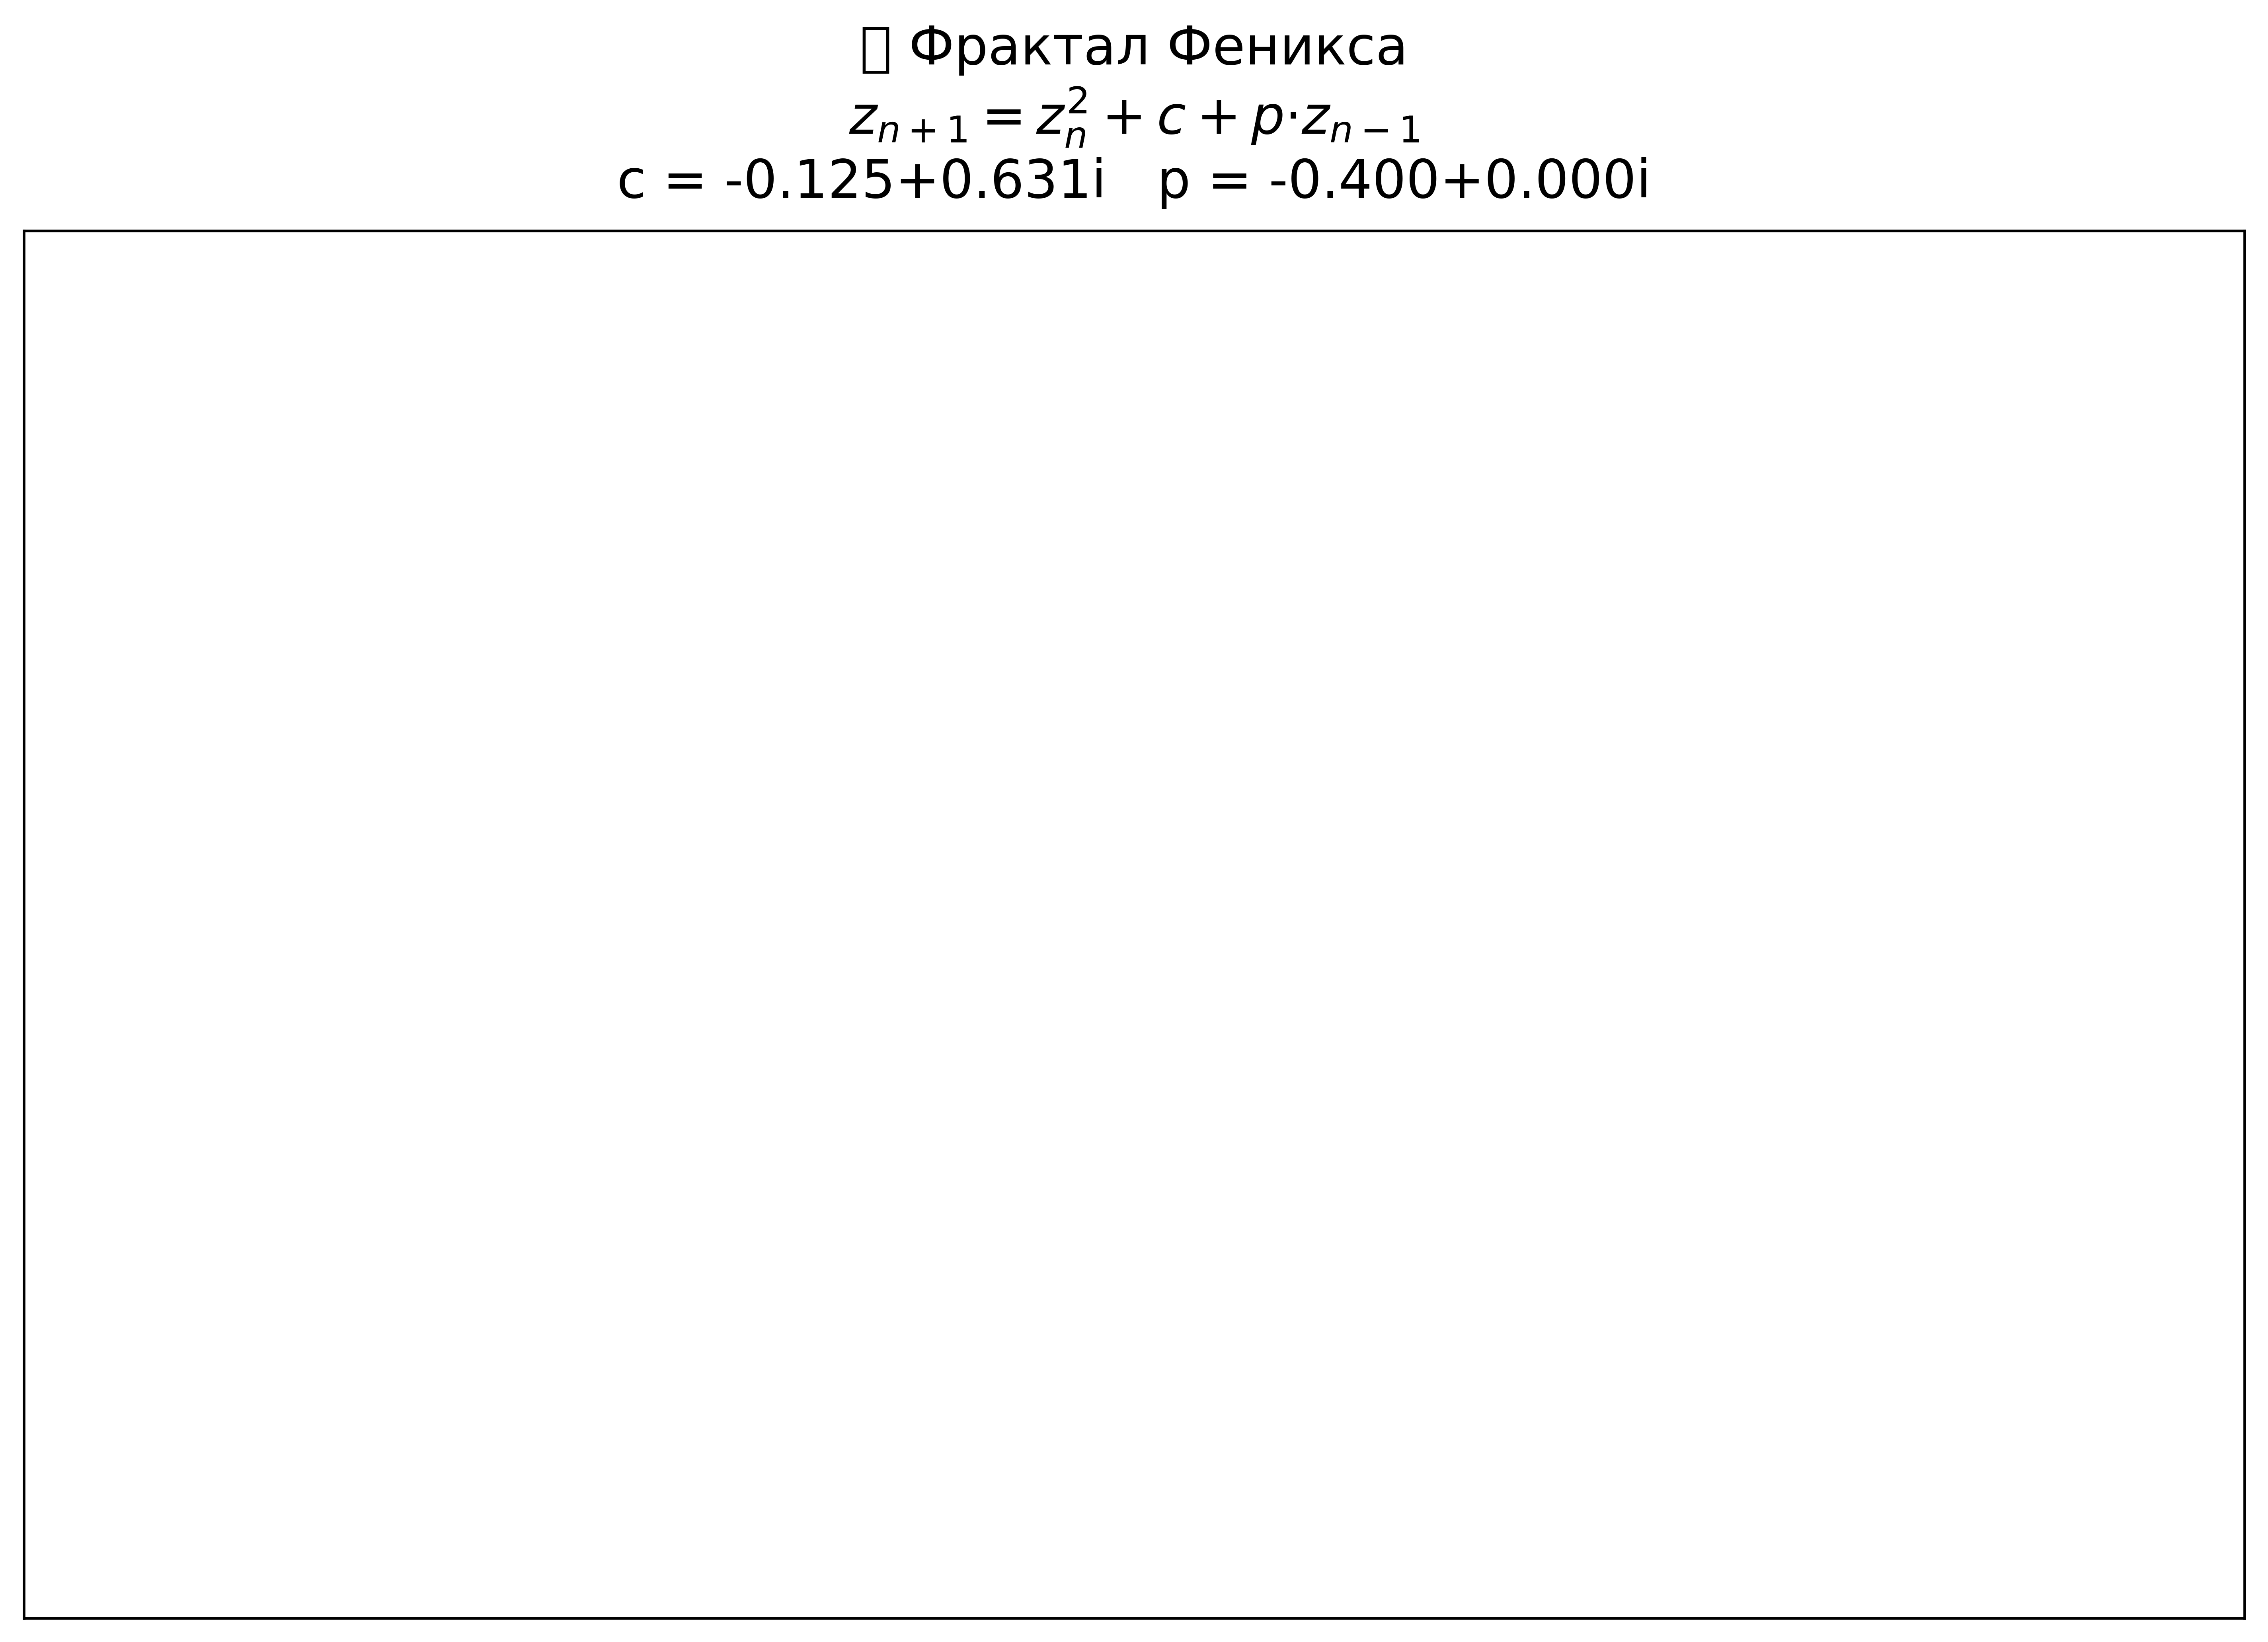 Фрактал Феникса
z_{n+1} = z_n^2 + c + p·z_{n−1}
c = -0.125+0.631i p = -0.400+0.000i